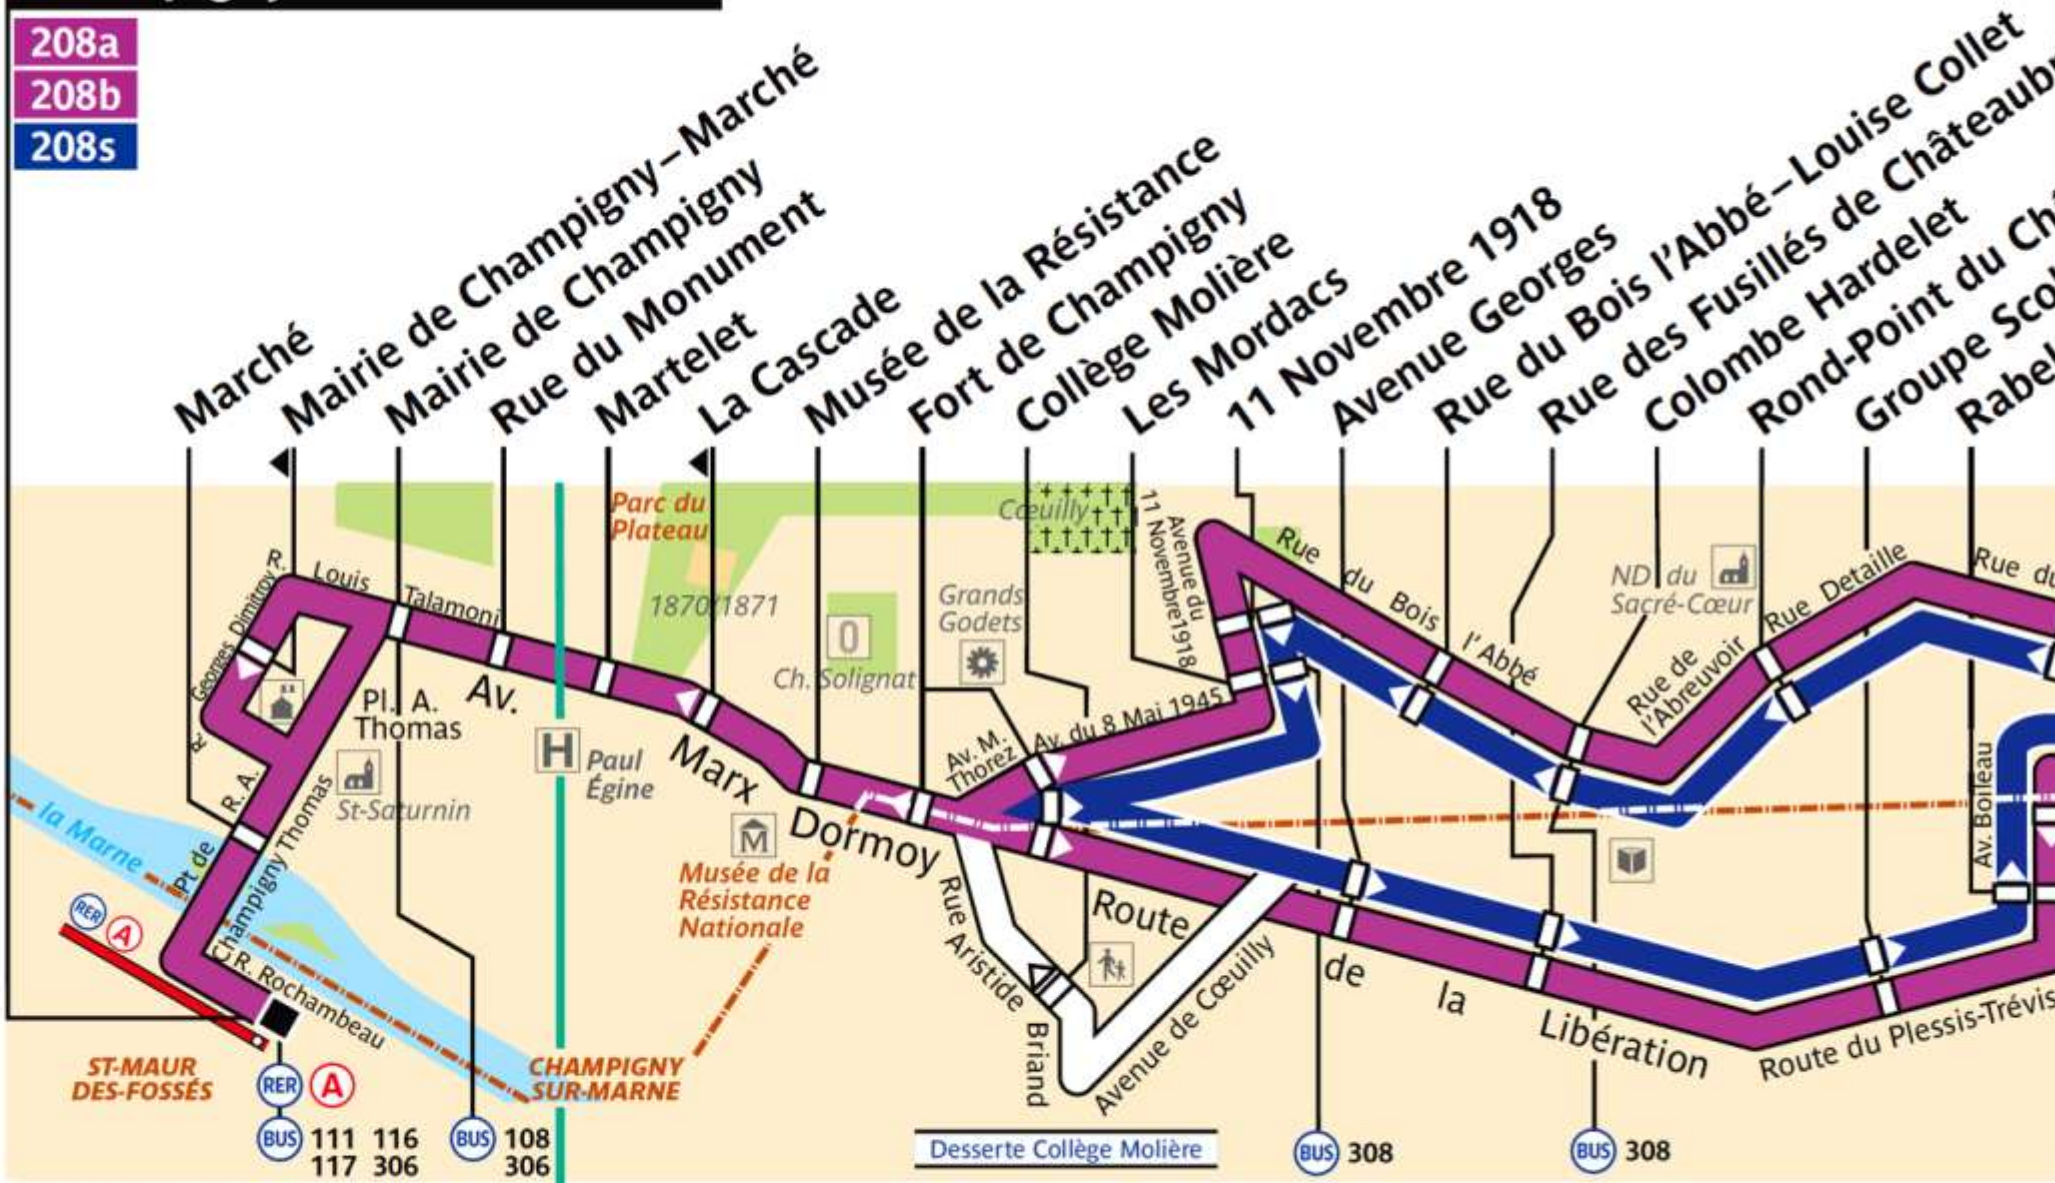 208a
208b
208s
Marché
Mairie de Champigny–Marché
Mairie de Champigny
Rue du Monument
Martelet
La Cascade
Musée de la Résistance
Fort de Champigny
Collège Molière
Les Mordacs
11 Novembre 1918
Avenue Georges
Rue du Bois l'Abbé–Louise Collet
Rue des Fusillés de
Colombe Hardelet
Rond-Point du
Groupe
Parc du
Plateau
1870/1871
Cœuilly
Avenue du
11 Novembre
Avenue du
11 Novembre1918
Rue du Bois l'Abbé
ND du
Sacré-Cœur
Rue de
l'Abreuvoir
Rue Detaille
Rue du
R. Louis Talamoni
R. Georges Dimitrov
Pl. A.
Thomas
Av. Marx Dormoy
Grands
Godets
Ch. Solignat
Av. M.
Thorez
Av. du 8 Mai 1945
H
Paul
Égine
St-Saturnin
R. A. Thomas
Pt de Champigny
la Marne
RER A
R. Rochambeau
M
Musée de la
Résistance
Nationale
Rue Aristide Briand
Avenue de Cœuilly
Route de la Libération
Route du Plessis-Trévis
Av. Boileau
ST-MAUR
DES-FOSSÉS
CHAMPIGNY
SUR-MARNE
RER A
BUS 111 116
117 306
BUS 108
306
Desserte Collège Molière
BUS 308
BUS 308